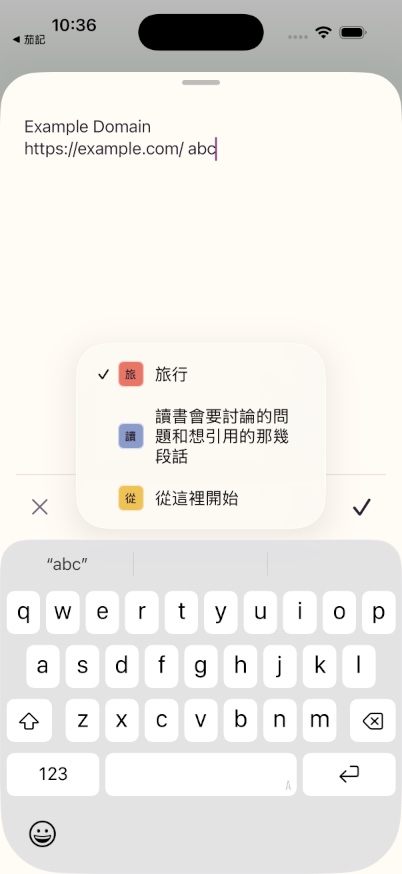 10:36
◀ 茄記
Example Domain
https://example.com/ abc
旅 旅行
讀 讀書會要討論的問
題和想引用的那幾
段話
從 從這裡開始
“abc”
q w e r t y u i o p
a s d f g h j k l
z x c v b n m
123